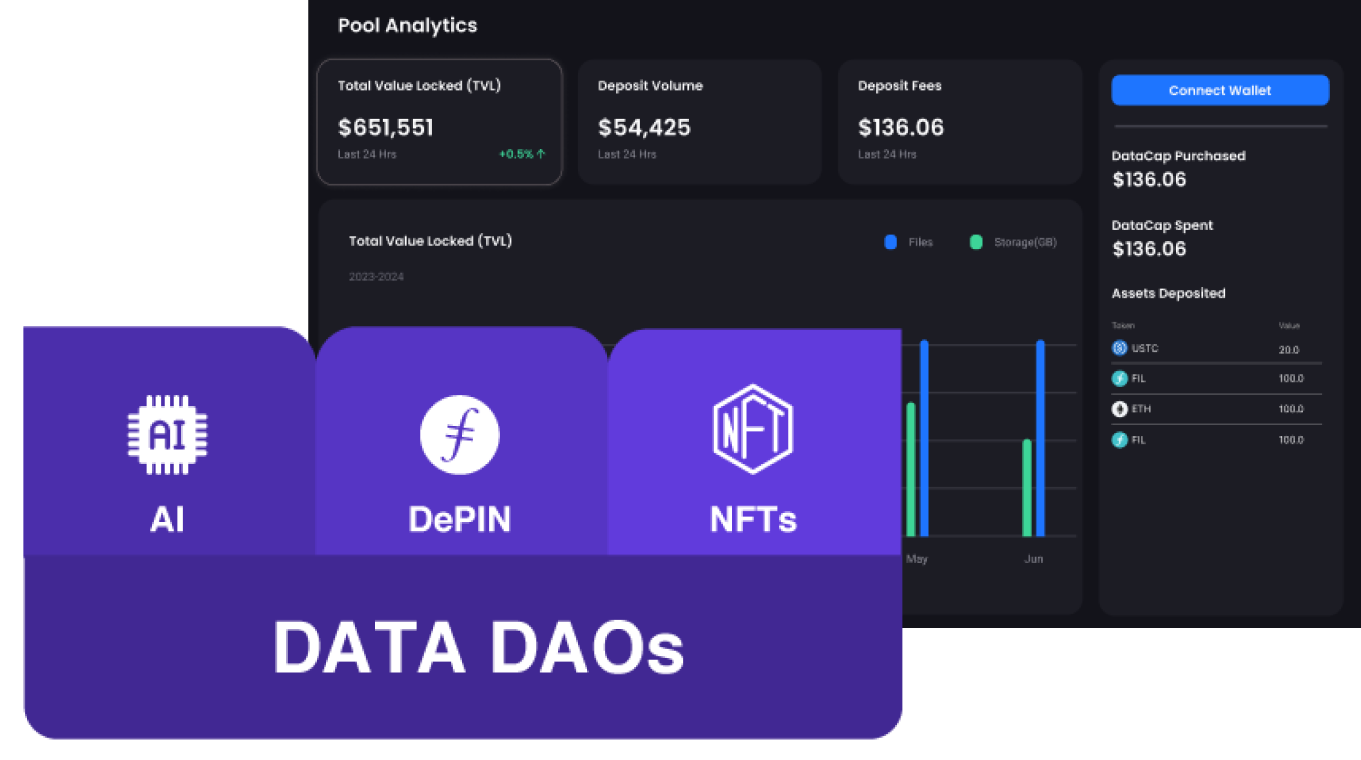 Pool Analytics
Total Value Locked (TVL)
$651,551
Last 24 Hrs
+0.5% ↑
Deposit Volume
$54,425
Last 24 Hrs
Deposit Fees
$136.06
Last 24 Hrs
Connect Wallet
DataCap Purchased
$136.06
DataCap Spent
$136.06
Assets Deposited
Token Value
USTC 20.0
FIL 100.0
ETH 100.0
FIL 100.0
Total Value Locked (TVL)
Files Storage(GB)
2023-2024
May Jun
AI
AI
DePIN
NFT
NFTs
DATA DAOs